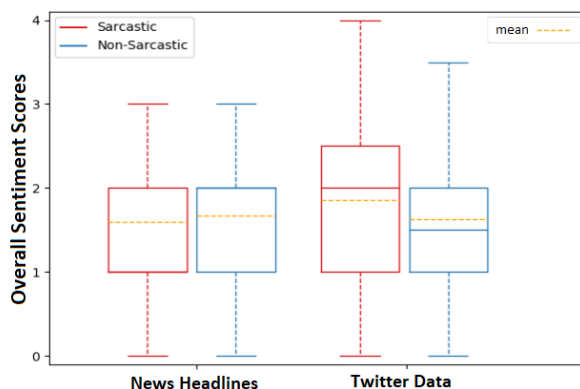 Sarcastic
Non-Sarcastic
mean
Overall Sentiment Scores
4
3
2
1
0
News Headlines
Twitter Data